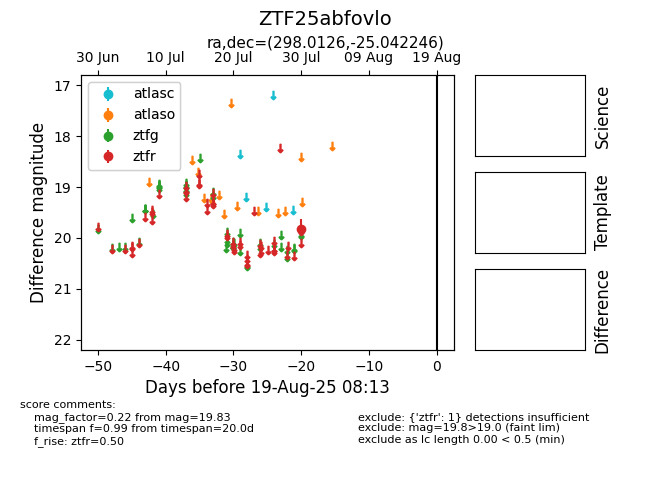 ZTF25abfovlo
ra,dec=(298.0126,-25.042246)
30 Jun 10 Jul 20 Jul 30 Jul 09 Aug 19 Aug
17
18
19
20
21
22
Difference magnitude
atlasc
atlaso
ztfg
ztfr
−50 −40 −30 −20 −10 0
Days before 19-Aug-25 08:13
Science
Template
Difference
score comments:
mag_factor=0.22 from mag=19.83
timespan f=0.99 from timespan=20.0d
f_rise: ztfr=0.50
exclude: {'ztfr': 1} detections insufficient
exclude: mag=19.8>19.0 (faint lim)
exclude as lc length 0.00 < 0.5 (min)